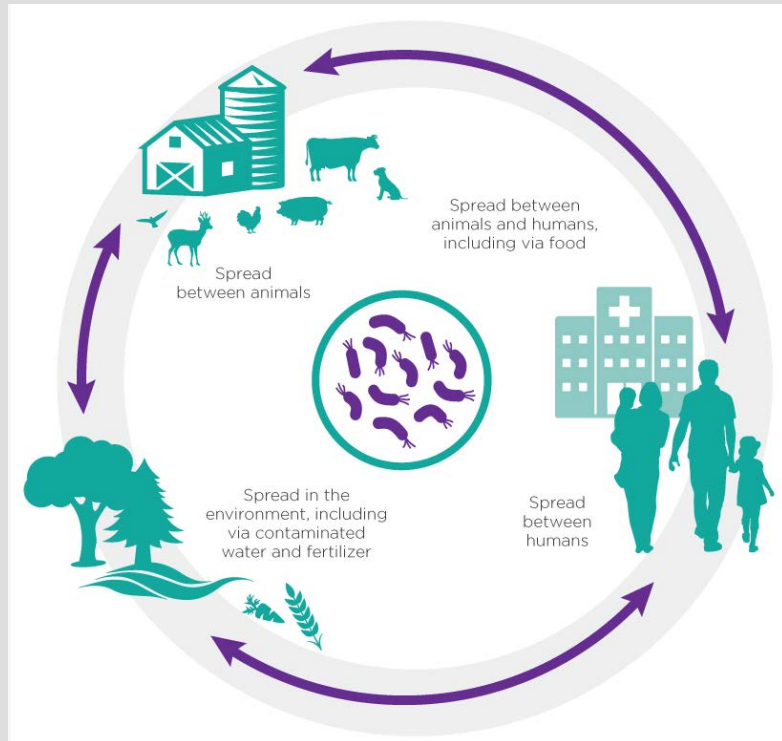 Spread between
animals and humans,
including via food
Spread
between animals
Spread in the
environment, including
via contaminated
water and fertilizer
Spread
between
humans